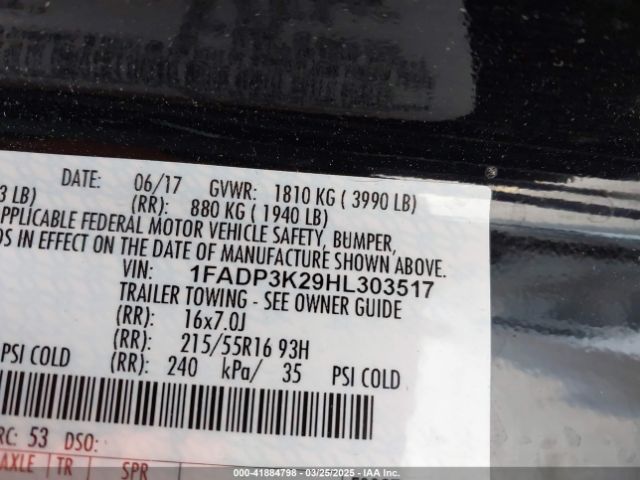 DATE: 06/17 GVWR: 1810 KG ( 3990 LB)
3 LB) (RR): 880 KG ( 1940 LB)
APPLICABLE FEDERAL MOTOR VEHICLE SAFETY, BUMPER,
DS IN EFFECT ON THE DATE OF MANUFACTURE SHOWN ABOVE.
VIN: 1FADP3K29HL303517
TRAILER TOWING - SEE OWNER GUIDE
(RR): 16x7.0J
(RR): 215/55R16 93H
PSI COLD (RR): 240 kPa/ 35 PSI COLD
RC: 53 DSO:
AXLE TR SPR
000-41884798 - 03/25/2025 - IAAI.COM